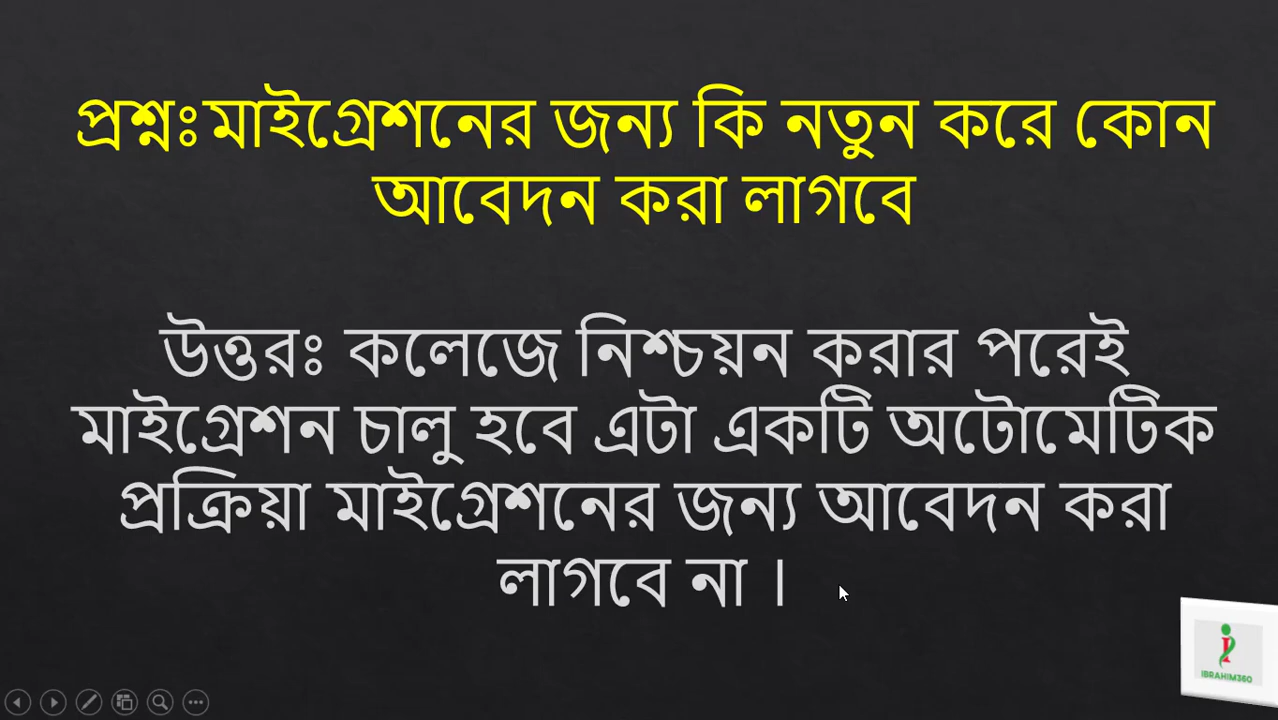 প্রশ্নঃমাইগ্রেশনের জন্য কি নতুন করে কোন
আবেদন করা লাগবে
উত্তরঃ কলেজে নিশ্চয়ন করার পরেই
মাইগ্রেশন চালু হবে এটা একটি অটোমেটিক
প্রক্রিয়া মাইগ্রেশনের জন্য আবেদন করা
লাগবে না ।
IBRAHIM360